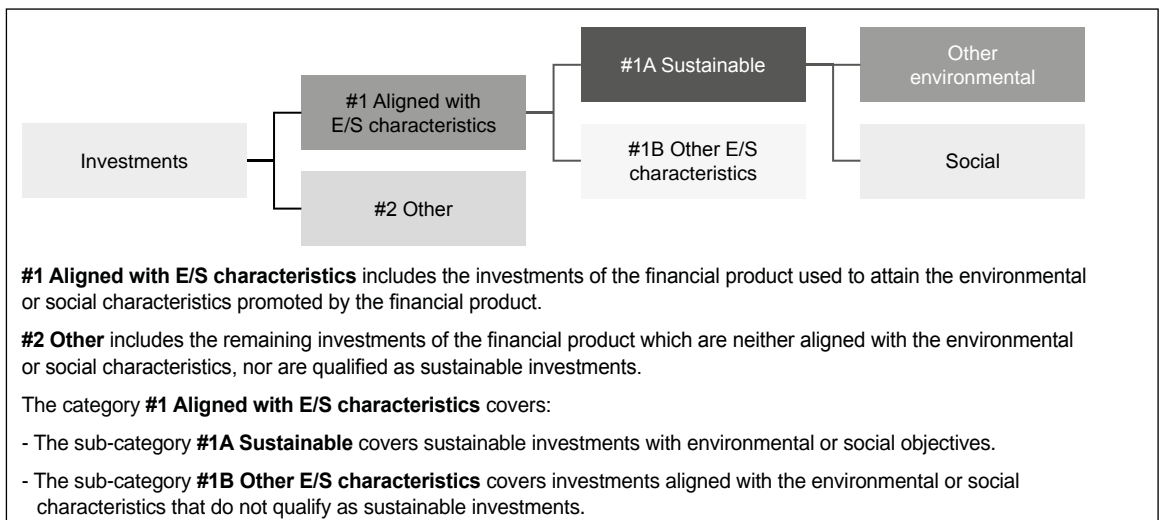 #1A Sustainable
Other
environmental
#1 Aligned with
E/S characteristics
Investments
#1B Other E/S
characteristics
Social
#2 Other
#1 Aligned with E/S characteristics includes the investments of the financial product used to attain the environmental
or social characteristics promoted by the financial product.
#2 Other includes the remaining investments of the financial product which are neither aligned with the environmental
or social characteristics, nor are qualified as sustainable investments.
The category #1 Aligned with E/S characteristics covers:
- The sub-category #1A Sustainable covers sustainable investments with environmental or social objectives.
- The sub-category #1B Other E/S characteristics covers investments aligned with the environmental or social
characteristics that do not qualify as sustainable investments.